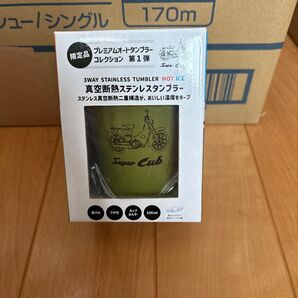 シュー/シングル 170m
限定品
プレミアムオートタンブラー
コレクション 第1弾
Super Cub
3WAY STAINLESS TUMBLER HOT ICE
真空断熱ステンレスタンブラー
ステンレス真空断熱二重構造が、おいしい温度をキープ
Super Cub
330ml